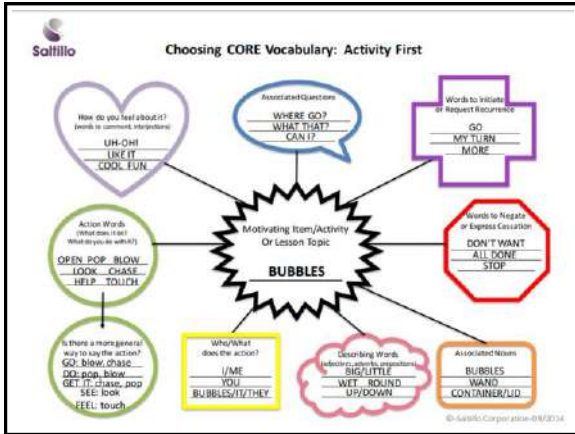 Saltillo
Choosing CORE Vocabulary: Activity First
How do you feel about it?
(words to comment, interjections)
UH-OH!
LIKE IT
COOL FUN
Associated Questions
WHERE GO?
WHAT THAT?
CAN I?
Words to Initiate
or Request Recurrence
GO
MY TURN
MORE
Action Words
(What does it do?
What do you do with it?)
OPEN POP BLOW
LOOK CHASE
HELP TOUCH
Motivating Item/Activity
Or Lesson Topic
BUBBLES
Words to Negate
or Express Cessation
DON'T WANT
ALL DONE
STOP
Is there a more general
way to say the action?
GO: blow, chase
DO: pop, blow
GET IT: chase, pop
SEE: look
FEEL: touch
Who/What
does the action?
I/ME
YOU
BUBBLES/IT/THEY
Describing Words
(adjectives, adverbs, prepositions)
BIG/LITTLE
WET ROUND
UP/DOWN
Associated Nouns
BUBBLES
WAND
CONTAINER/LID
©-Saltillo Corporation-09/2014